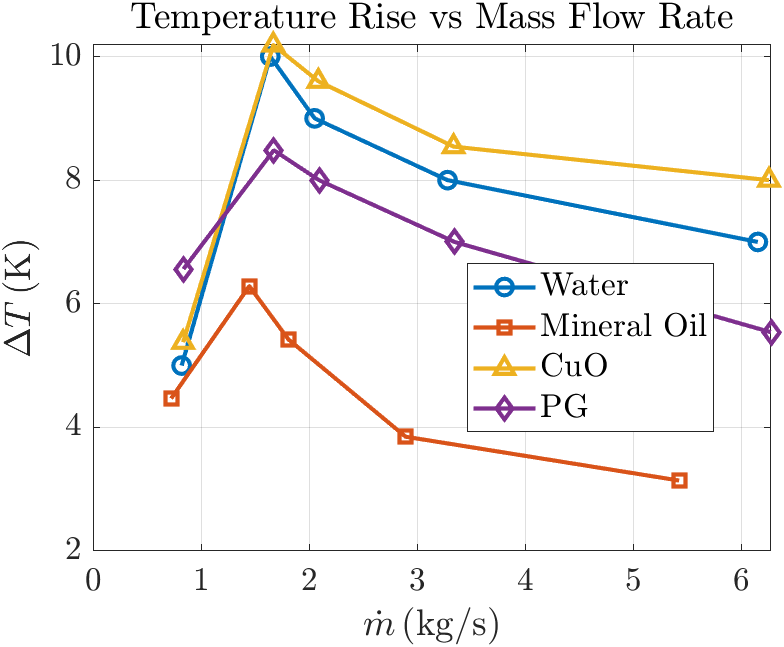 Temperature Rise vs Mass Flow Rate
10
8
6
4
2
ΔT (K)
Water
Mineral Oil
CuO
PG
0 1 2 3 4 5 6
ṁ (kg/s)